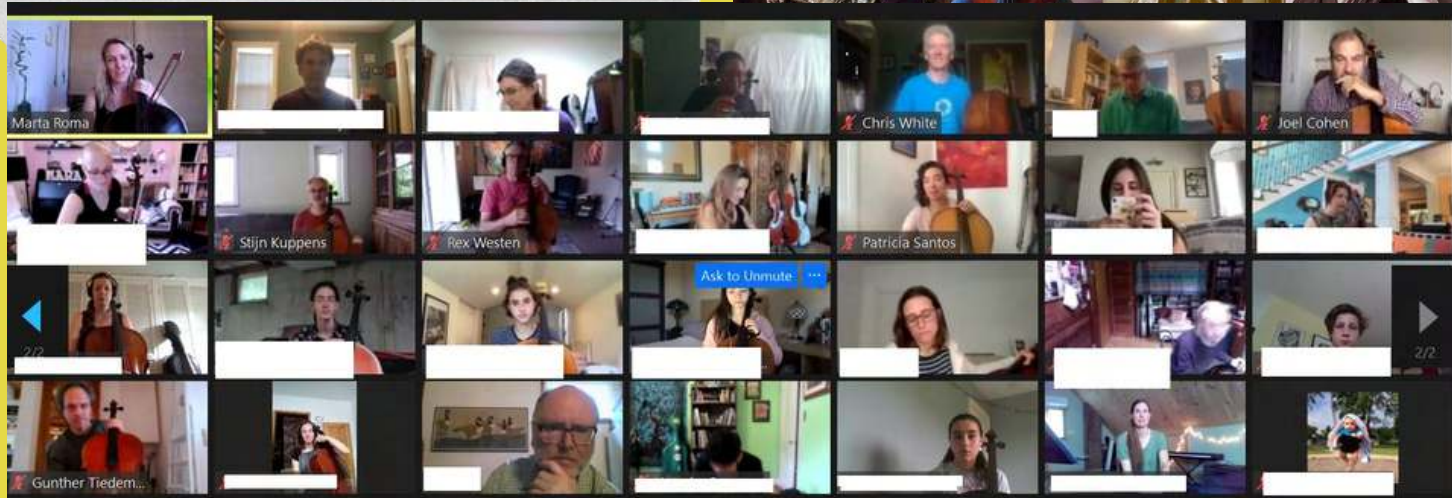 Marta Roma
Chris White
Joel Cohen
MARA
Stijn Kuppens
Rex Westen
Patricia Santos
Ask to Unmute ...
2/2
2/2
Gunther Tiedem...